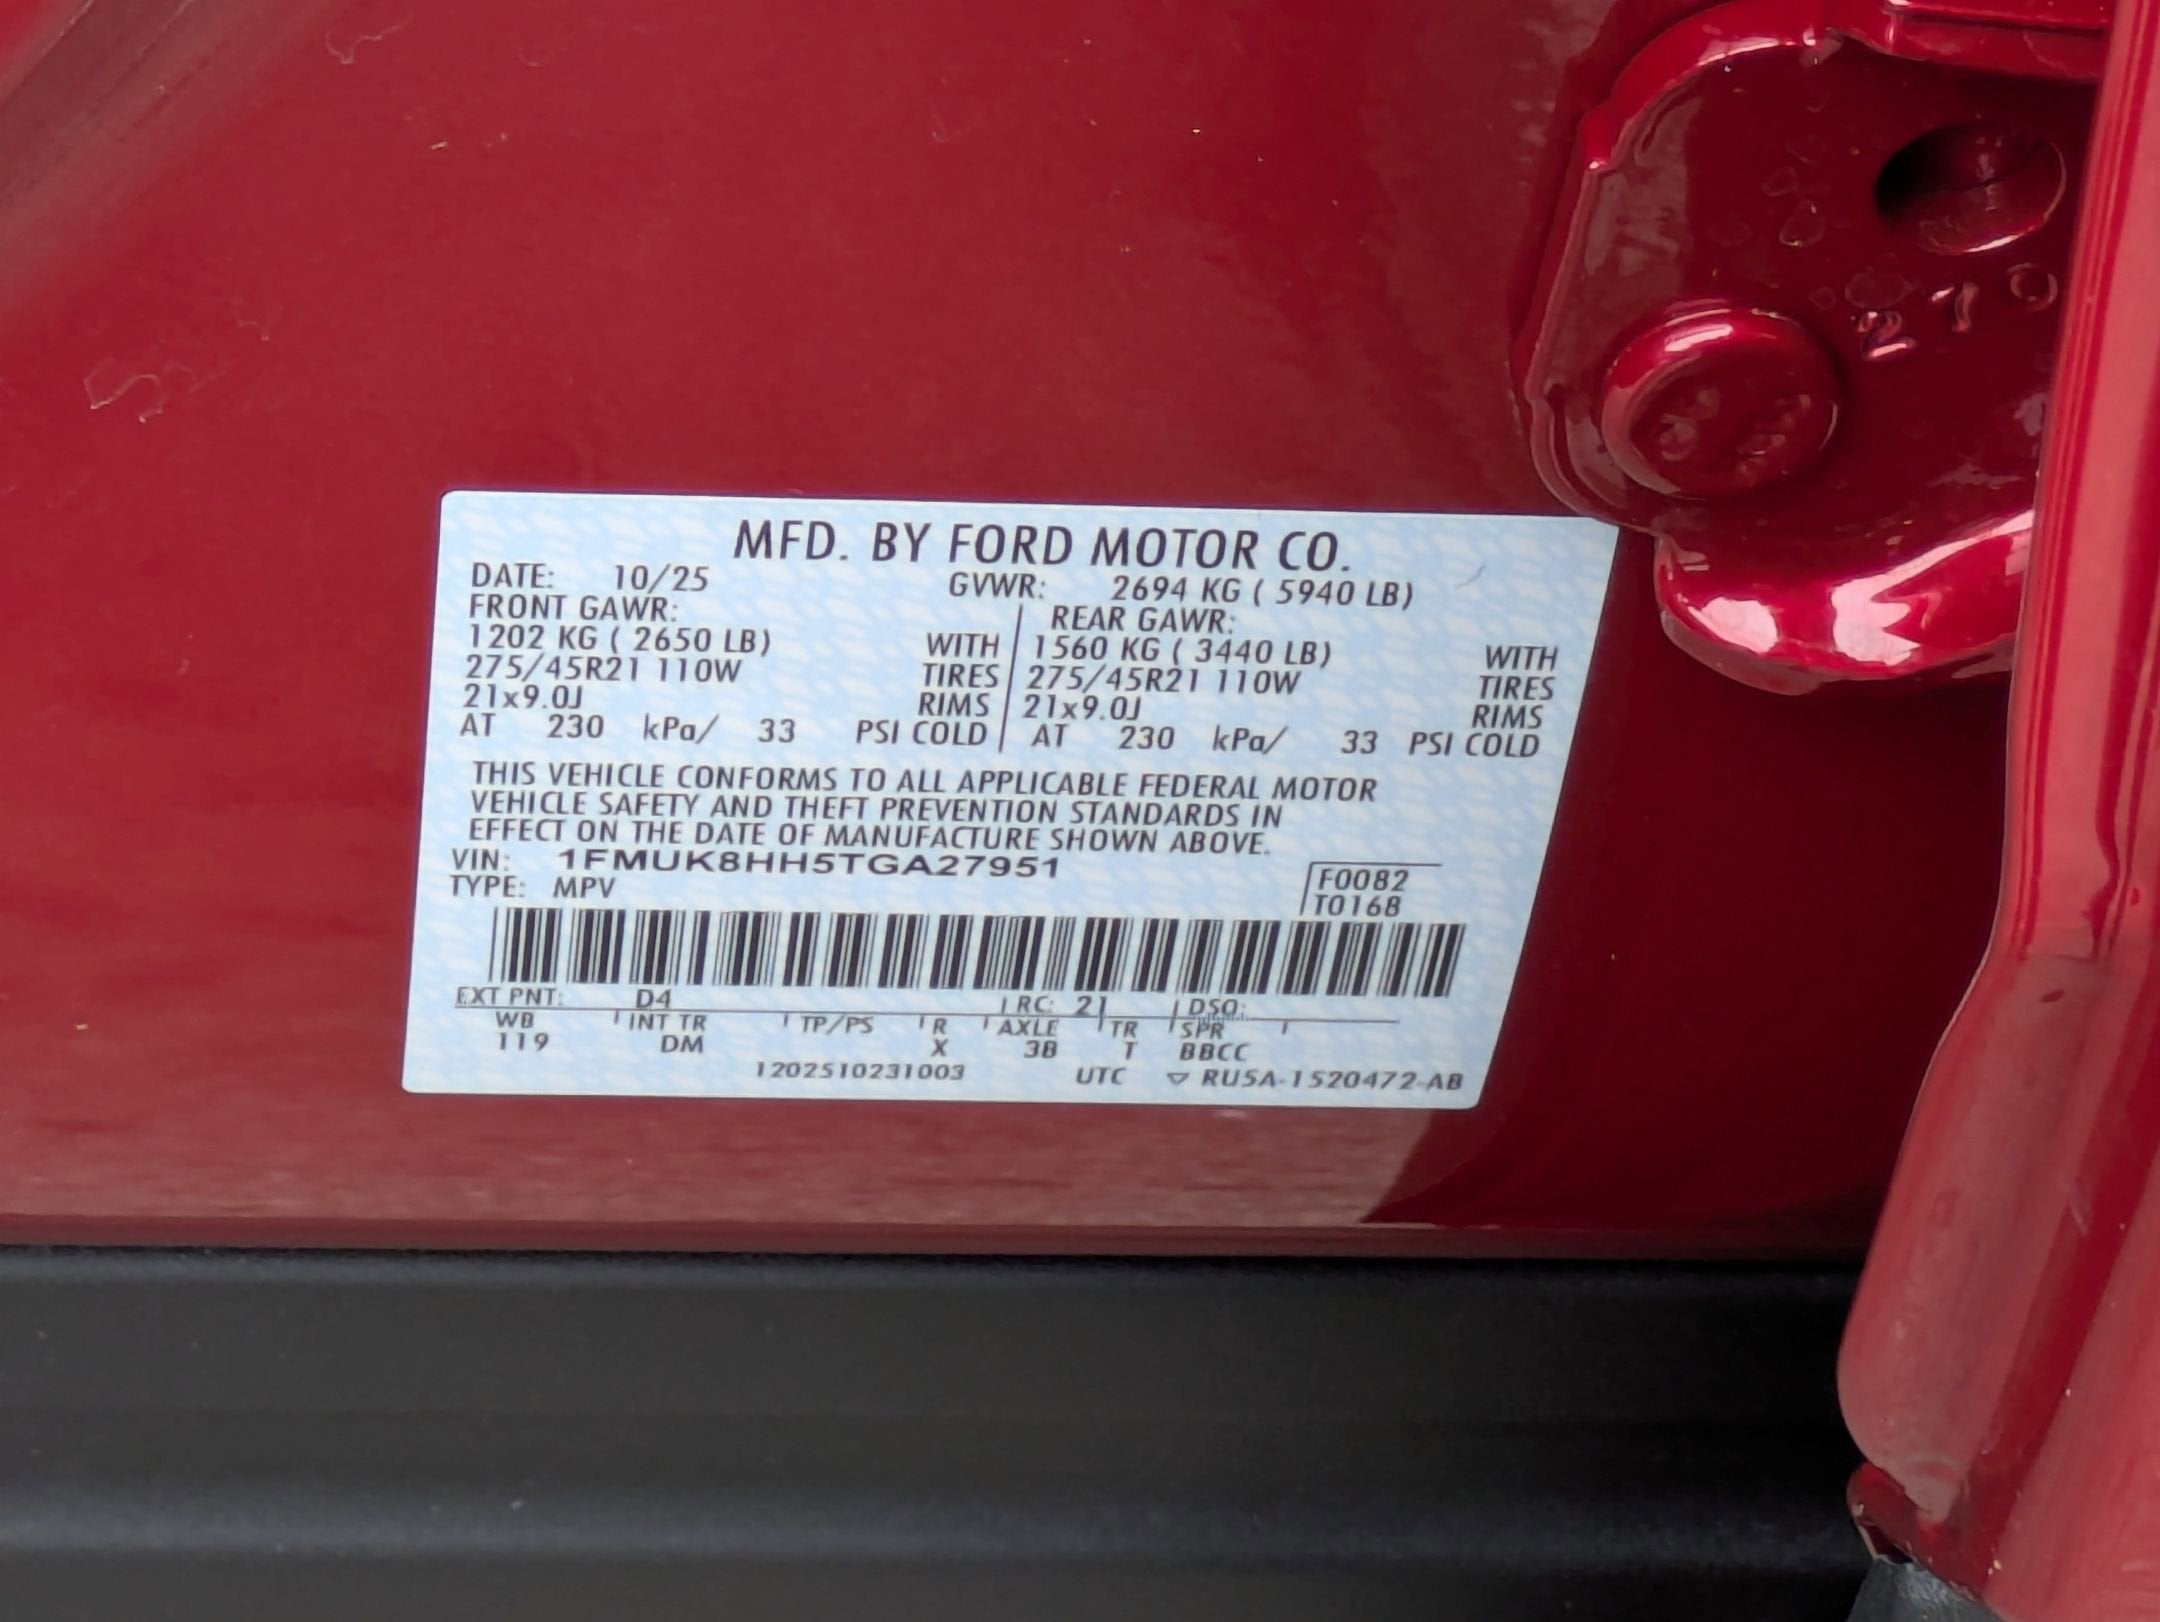 210
MFD. BY FORD MOTOR CO.
DATE: 10/25 GVWR: 2694 KG ( 5940 LB)
FRONT GAWR: REAR GAWR:
1202 KG ( 2650 LB) WITH 1560 KG ( 3440 LB) WITH
275/45R21 110W TIRES 275/45R21 110W TIRES
21x9.0J RIMS 21x9.0J RIMS
AT 230 kPa/ 33 PSI COLD AT 230 kPa/ 33 PSI COLD
THIS VEHICLE CONFORMS TO ALL APPLICABLE FEDERAL MOTOR
VEHICLE SAFETY AND THEFT PREVENTION STANDARDS IN
EFFECT ON THE DATE OF MANUFACTURE SHOWN ABOVE.
VIN: 1FMUK8HH5TGA27951
TYPE: MPV
F0082
T0168
EXT PNT: D4 RC: 21 DSO:
WB INT TR TP/PS R AXLE TR SPR
119 DM X 3B T BBCC
1202510231003 UTC ▽ RU5A-1520472-AB